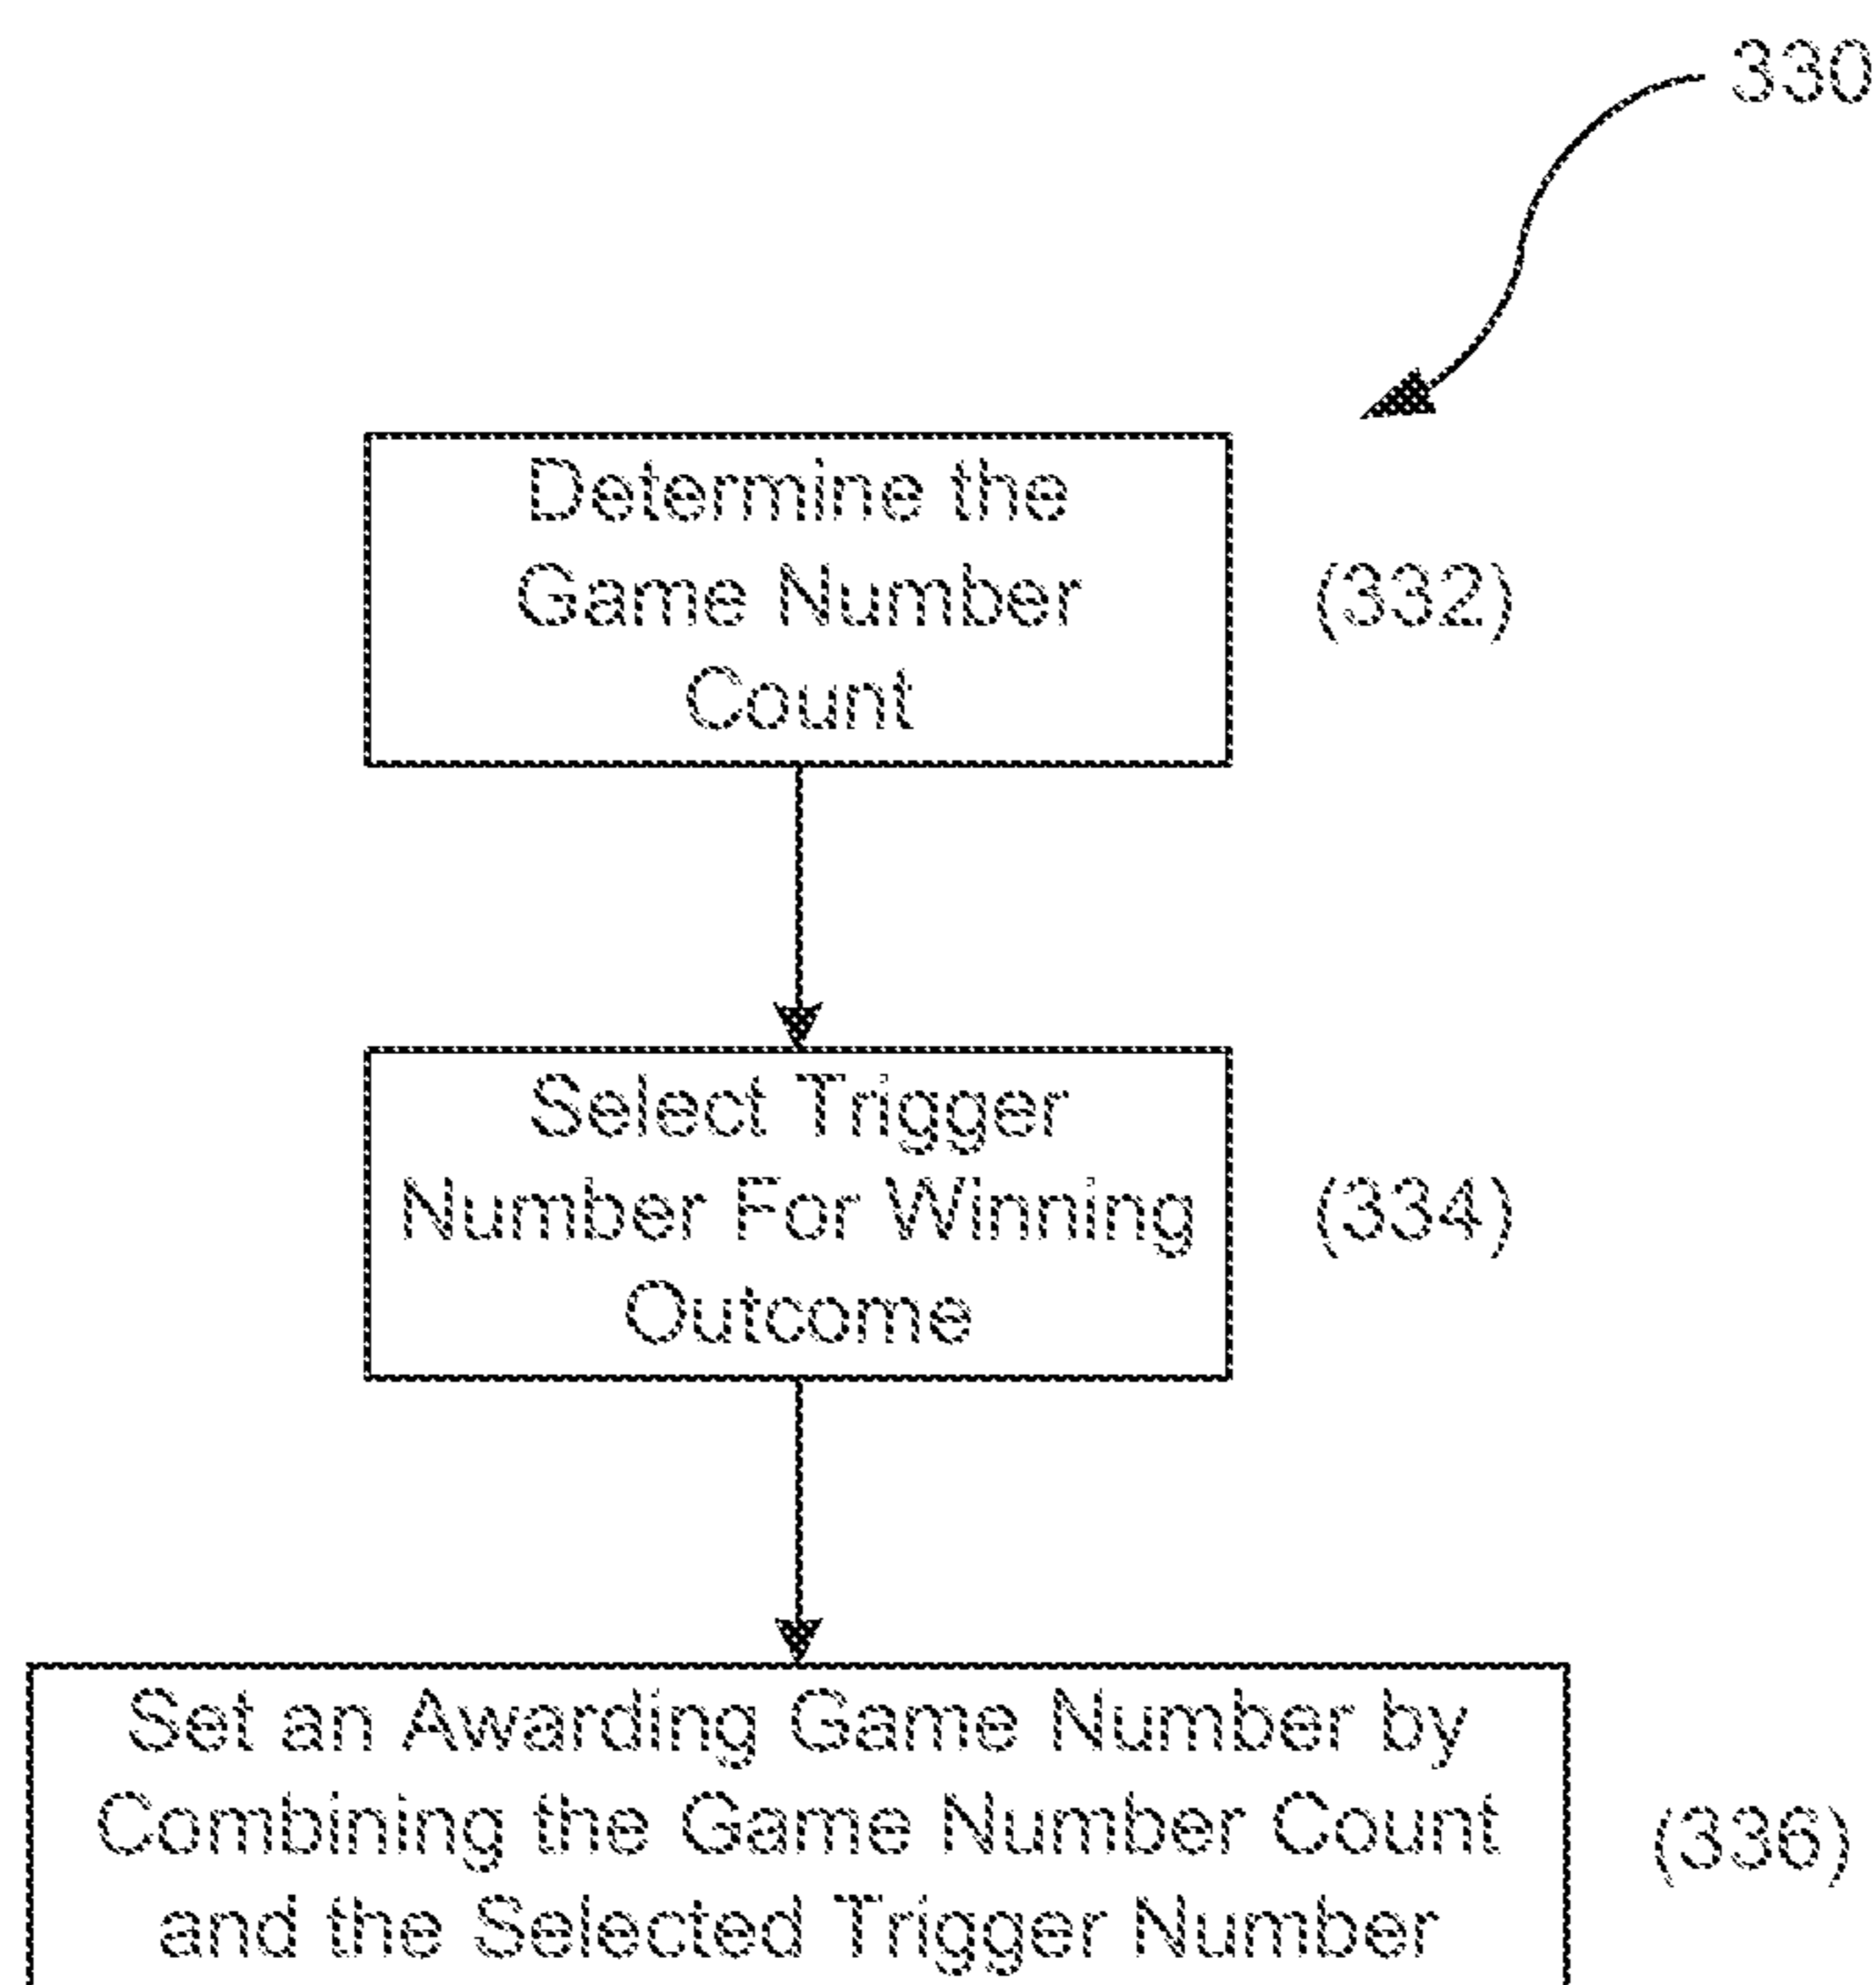 330
Determine the
Game Number
Count
(332)
Select Trigger
Number For Winning
Outcome
(334)
Set an Awarding Game Number by
Combining the Game Number Count
and the Selected Trigger Number
(336)